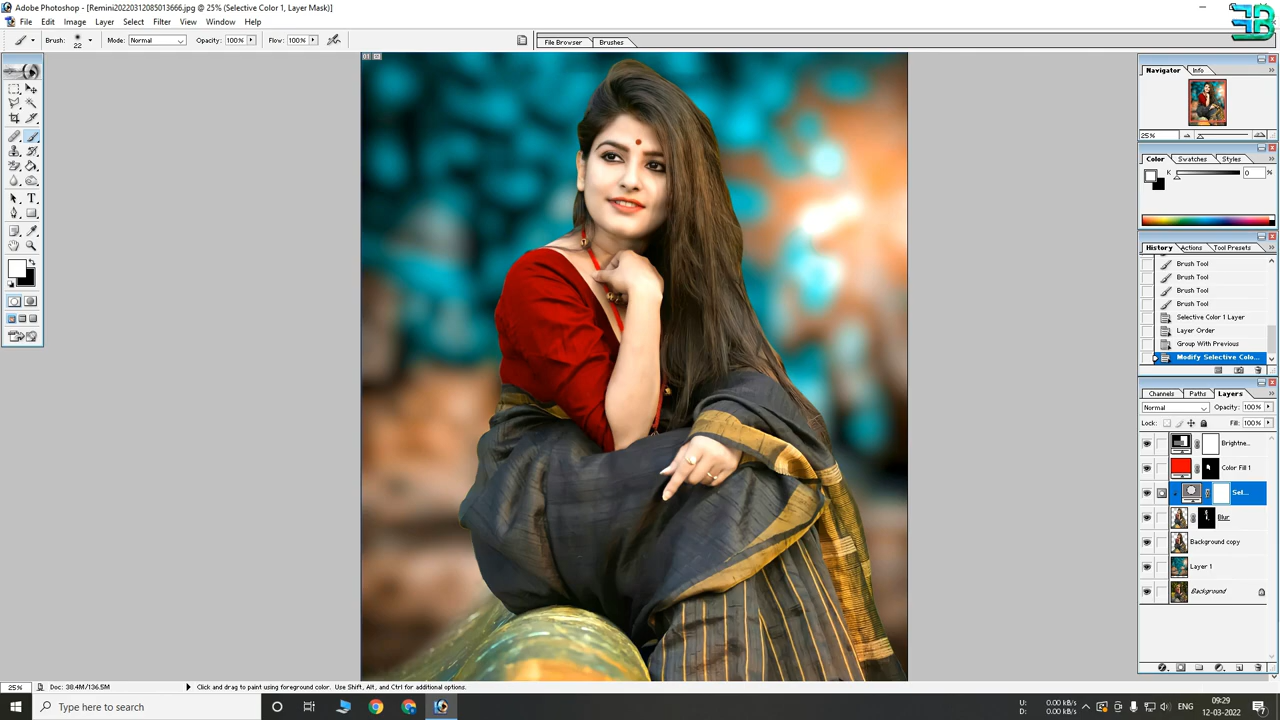 Adobe Photoshop - [Remini20220312085013666.jpg @ 25% (Selective Color 1, Layer Mask)]
File Edit Image Layer Select Filter View Window Help
Brush: 22 Mode: Normal Opacity: 100% Flow: 100% File Browser Brushes
Navigator Info
25%
Color Swatches Styles
K 0 %
History Actions Tool Presets
Brush Tool
Brush Tool
Brush Tool
Brush Tool
Selective Color 1 Layer
Layer Order
Group With Previous
Modify Selective Colo...
Channels Paths Layers
Normal Opacity: 100%
Lock: Fill: 100%
Brightne...
Color Fill 1
Sel...
Blur
Background copy
Layer 1
Background
25% Doc: 38.4M/136.5M Click and drag to paint using foreground color. Use Shift, Alt, and Ctrl for additional options.
Type here to search
U: 0.00 kB/s
D: 0.00 kB/s
ENG
09:29
12-03-2022